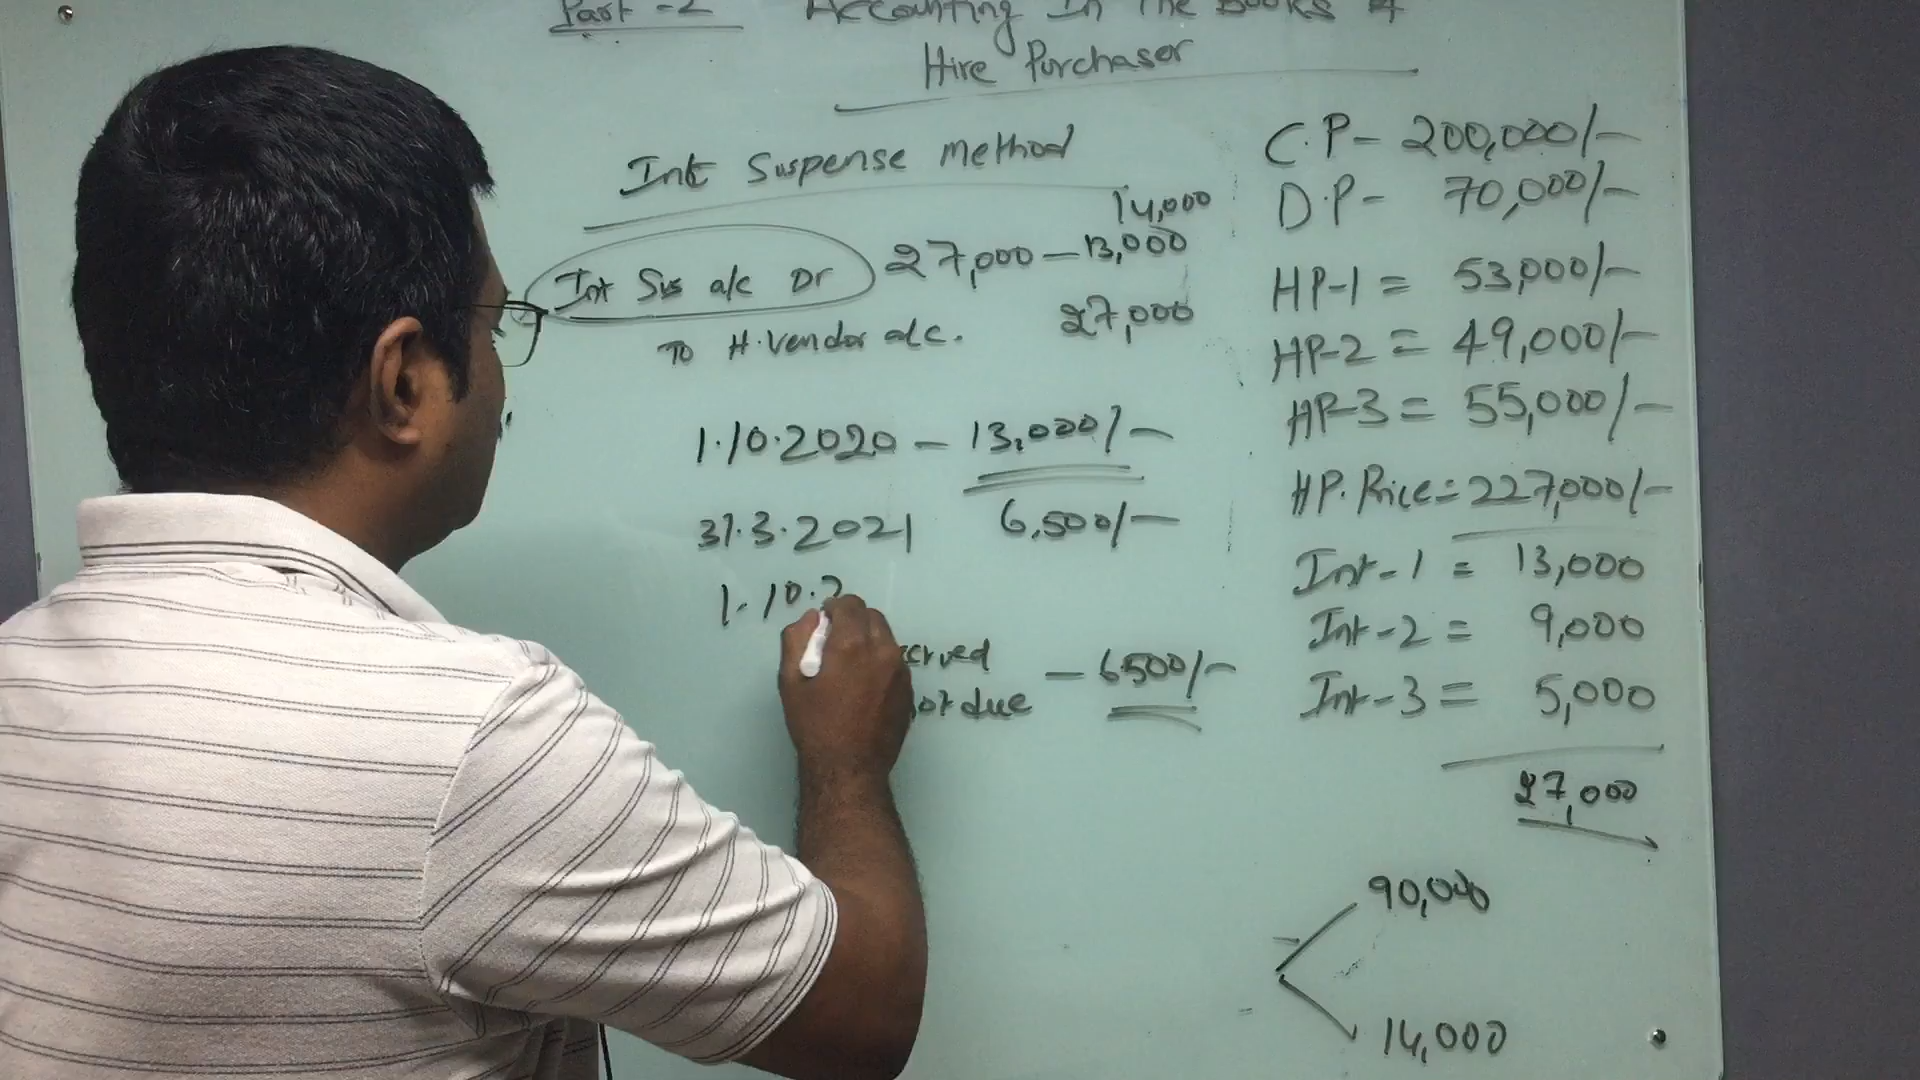 Part-2 Accounting In The Books of
Hire Purchaser
Int Suspense Method
14,000
Int Sus a/c Dr 27,000 – 13,000
To H.Vendor a/c. 27,000
1.10.2020 – 13,000/-
31.3.2021 6,500/-
1.10.2
crued
not due – 6500/-
C.P – 200,000/-
D.P – 70,000/-
HP-1 = 53,000/-
HP-2 = 49,000/-
HP-3 = 55,000/-
HP.Price = 227,000/-
Int-1 = 13,000
Int-2 = 9,000
Int-3 = 5,000
27,000
90,000
14,000